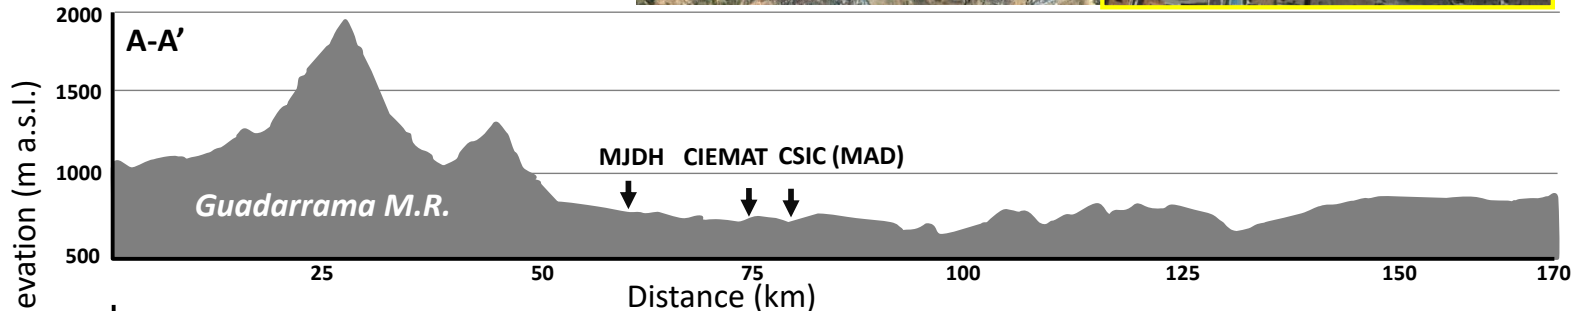 2000
A-A’
1500
1000
500
evation (m a.s.l.)
MJDH CIEMAT CSIC (MAD)
Guadarrama M.R.
25 50 75 100 125 150 170
Distance (km)